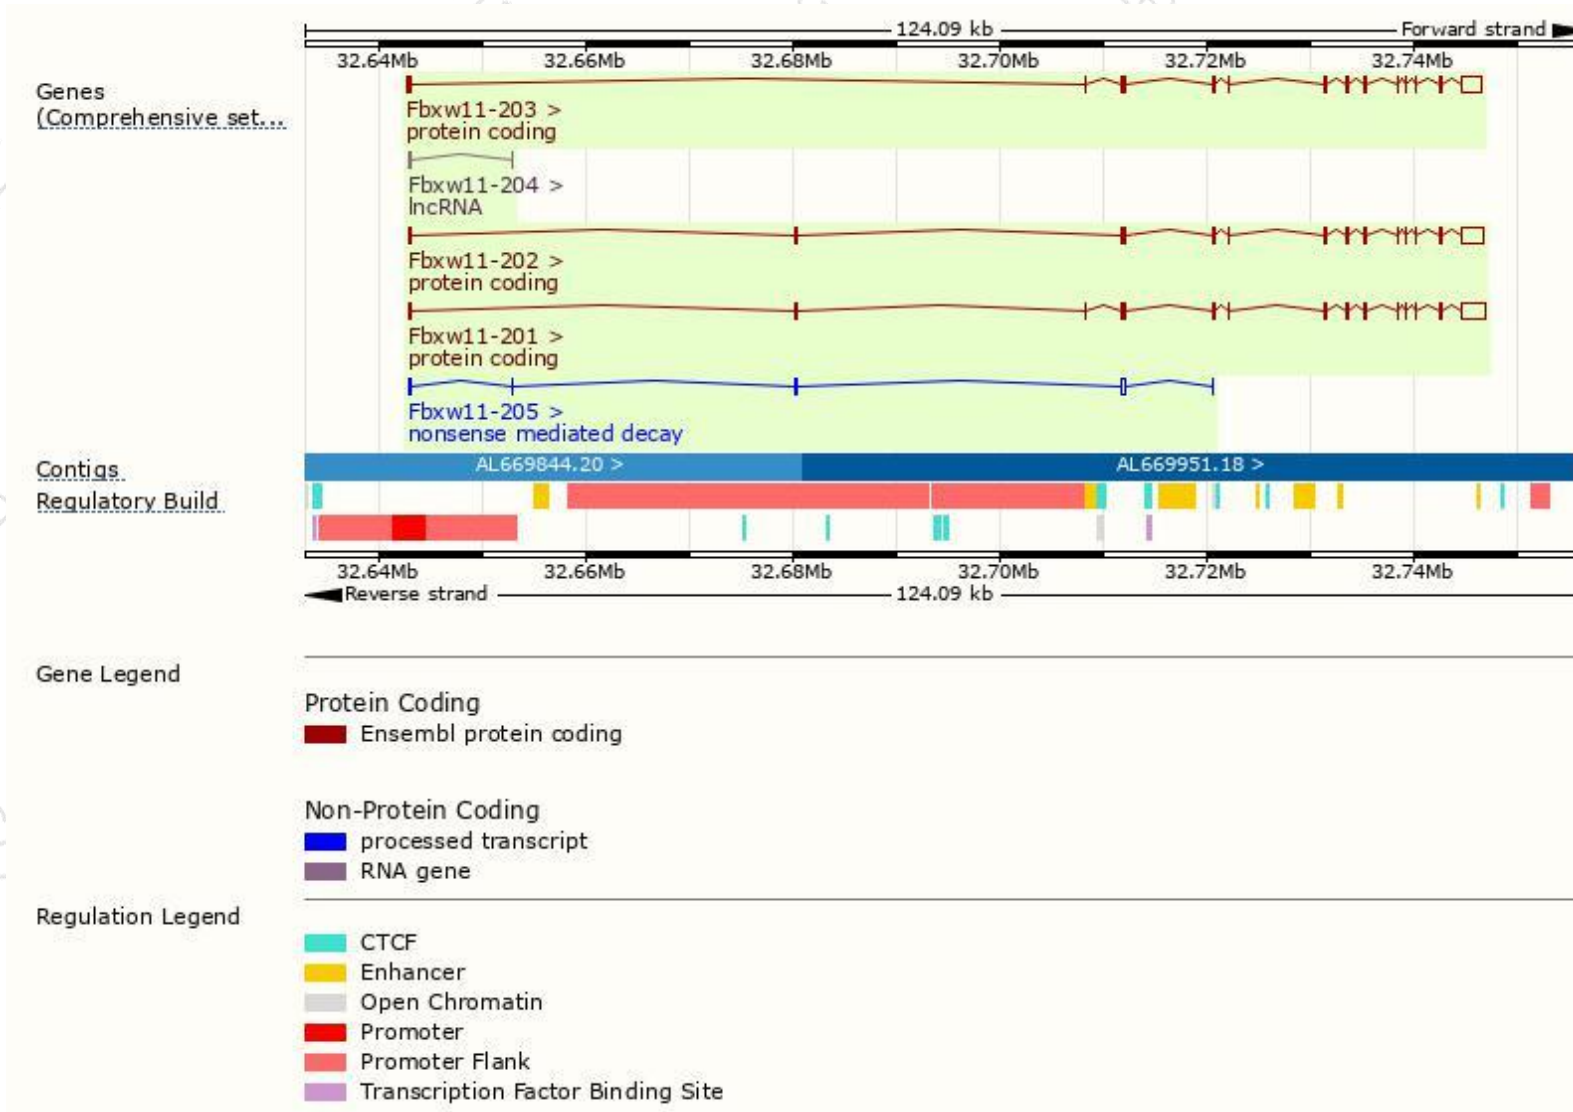 124.09 kb Forward strand
32.64Mb 32.66Mb 32.68Mb 32.70Mb 32.72Mb 32.74Mb
Genes
(Comprehensive set...
Fbxw11-203 >
protein coding
Fbxw11-204 >
lncRNA
Fbxw11-202 >
protein coding
Fbxw11-201 >
protein coding
Fbxw11-205 >
nonsense mediated decay
Contigs AL669844.20 > AL669951.18 >
Regulatory Build
32.64Mb 32.66Mb 32.68Mb 32.70Mb 32.72Mb 32.74Mb
Reverse strand 124.09 kb
Gene Legend
Protein Coding
Ensembl protein coding
Non-Protein Coding
processed transcript
RNA gene
Regulation Legend
CTCF
Enhancer
Open Chromatin
Promoter
Promoter Flank
Transcription Factor Binding Site